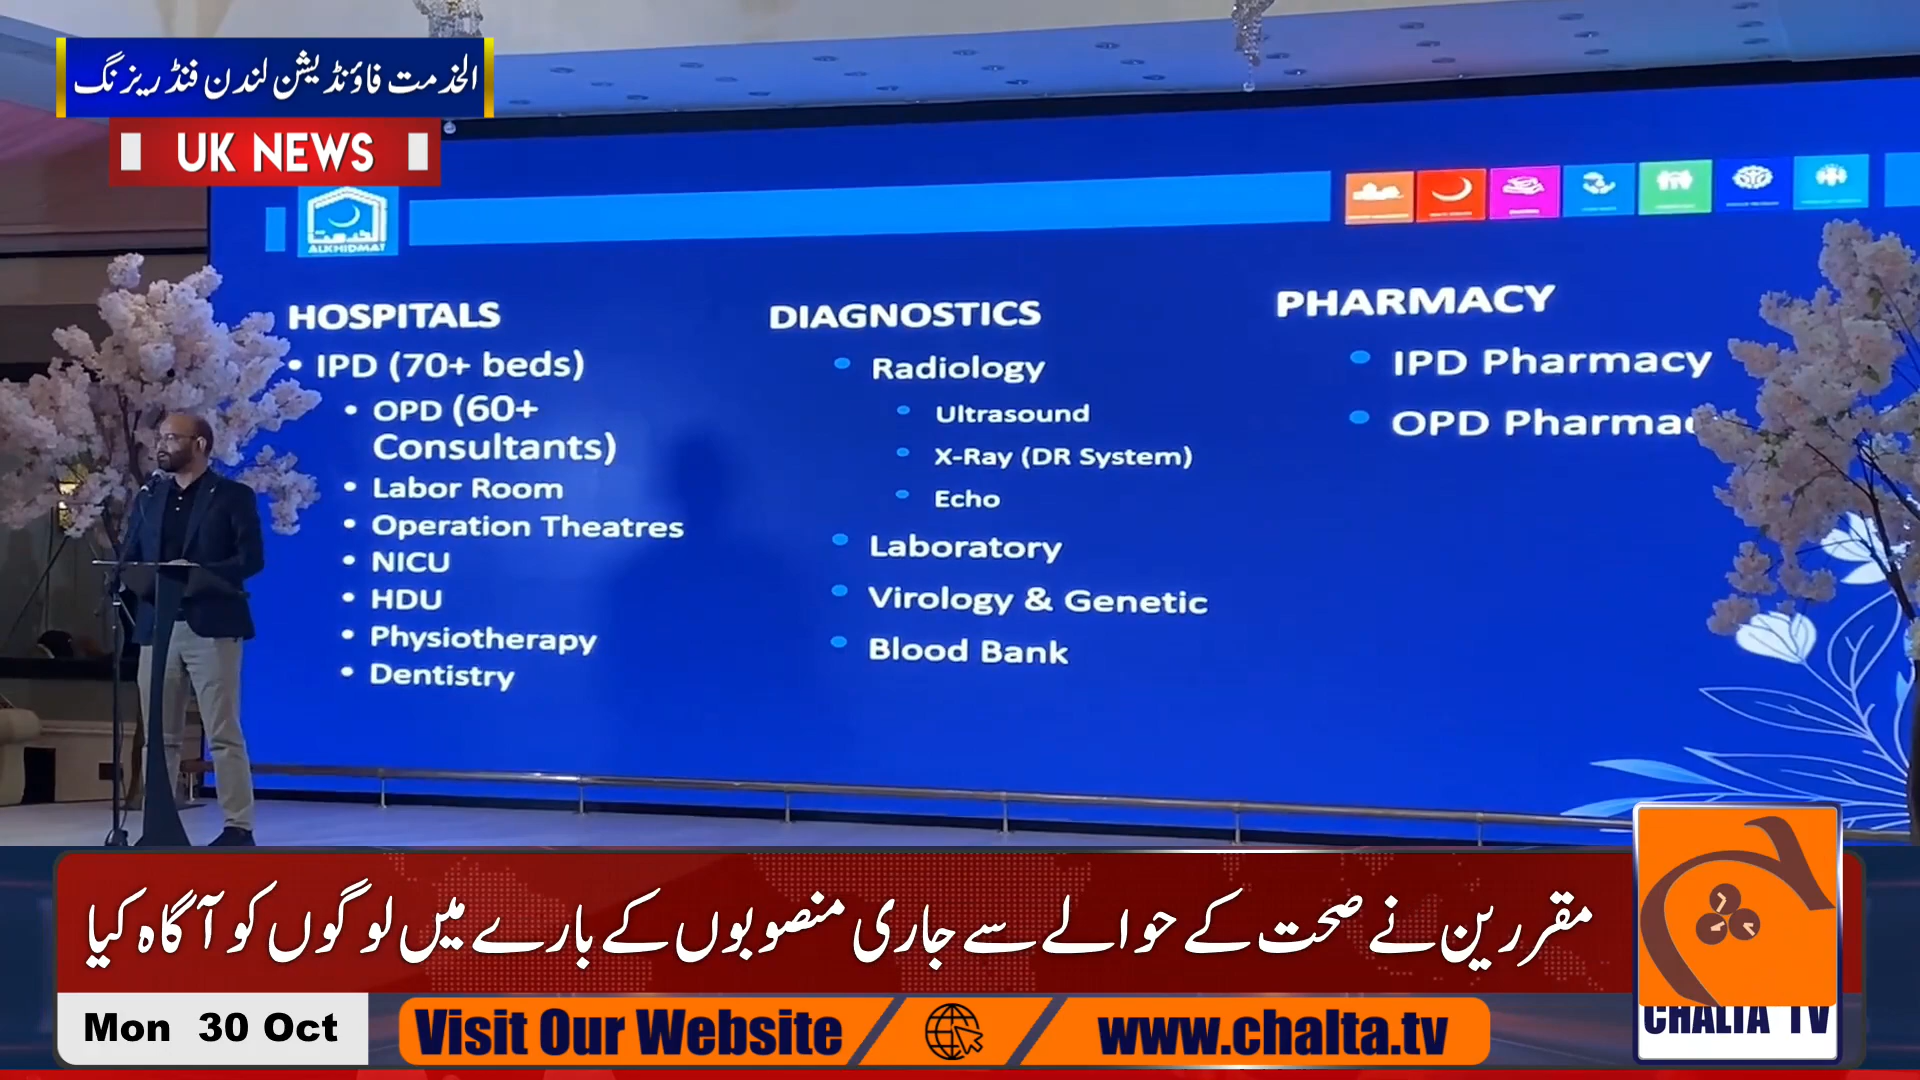 الخدمت فاؤنڈیشن لندن فنڈ ریزنگ
UK NEWS
ALKHIDMAT
HOSPITALS
• IPD (70+ beds)
• OPD (60+
Consultants)
• Labor Room
• Operation Theatres
• NICU
• HDU
• Physiotherapy
• Dentistry
DIAGNOSTICS
• Radiology
• Ultrasound
• X-Ray (DR System)
• Echo
• Laboratory
• Virology & Genetic
• Blood Bank
PHARMACY
• IPD Pharmacy
• OPD Pharmac
مقررین نے صحت کے حوالے سے جاری منصوبوں کے بارے میں لوگوں کو آگاہ کیا
CHALTA TV
Mon 30 Oct
Visit Our Website
www.chalta.tv